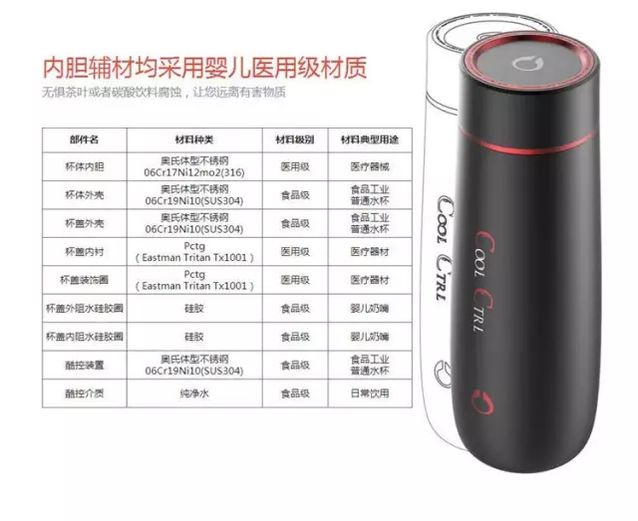 内胆辅材均采用婴儿医用级材质
无惧茶叶或者碳酸饮料腐蚀，让您远离有害物质
部件名 材料种类 材料级别 材料典型用途
杯体内胆 奥氏体型不锈钢 06Cr17Ni12mo2(316) 医用级 医疗器械
杯体外壳 奥氏体型不锈钢 06Cr19Ni10(SUS304) 食品级 食品工业 普通水杯
杯盖外壳 奥氏体型不锈钢 06Cr19Ni10(SUS304) 食品级 食品工业 普通水杯
杯盖内衬 Pctg （Eastman Tritan Tx1001） 医用级 医疗器材
杯盖装饰圈 Pctg （Eastman Tritan Tx1001） 医用级 医疗器材
杯盖外阻水硅胶圈 硅胶 食品级 婴儿奶嘴
杯盖内阻水硅胶圈 硅胶 食品级 婴儿奶嘴
酷控装置 奥氏体型不锈钢 06Cr19Ni10(SUS304) 食品级 食品工业 普通水杯
酷控介质 纯净水 食品级 日常饮用
COOL CTRL
COOL CTRL